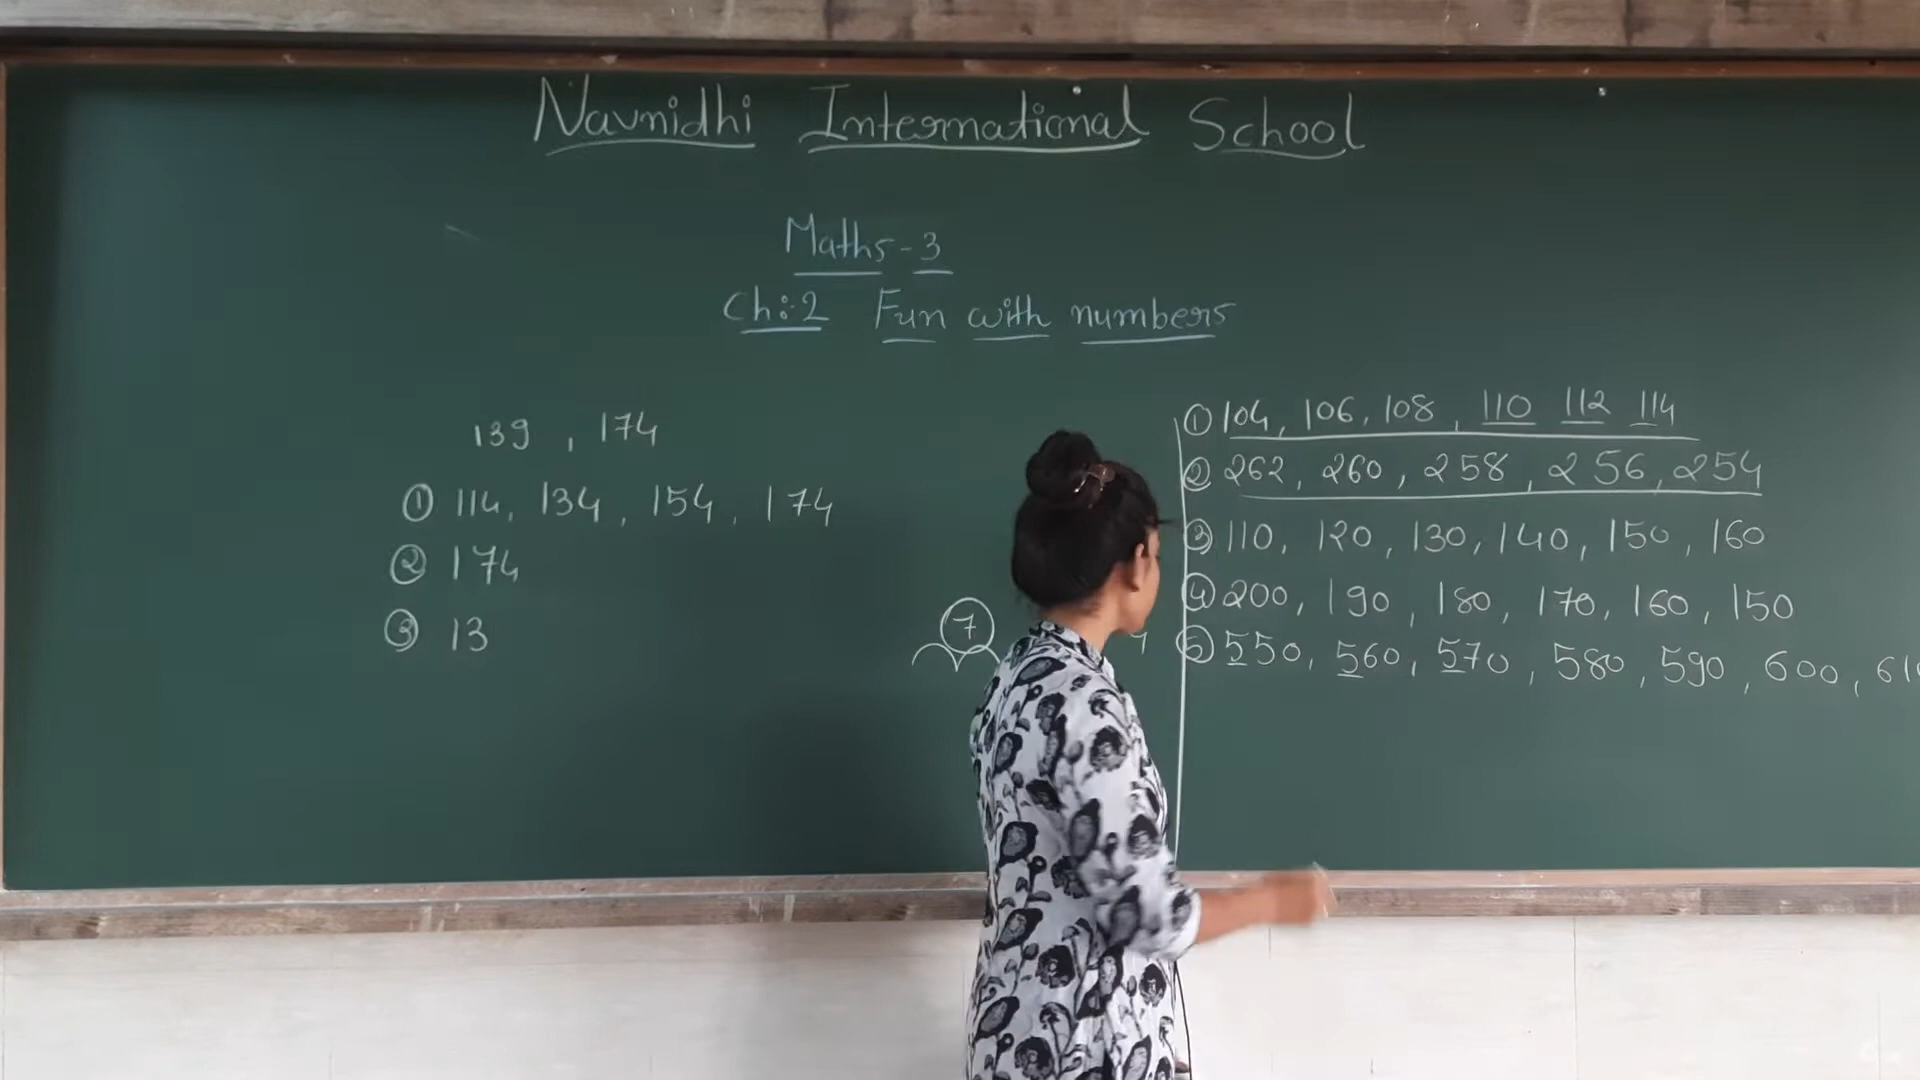 Navnidhi International School
Maths-3
Ch:2 Fun with numbers
139 , 174
① 114, 134, 154, 174
② 174
③ 13
7
① 104, 106, 108, 110 112 114
② 262, 260, 258, 256, 254
③ 110, 120, 130, 140, 150, 160
④ 200, 190, 180, 170, 160, 150
⑤ 550, 560, 570, 580, 590, 600,